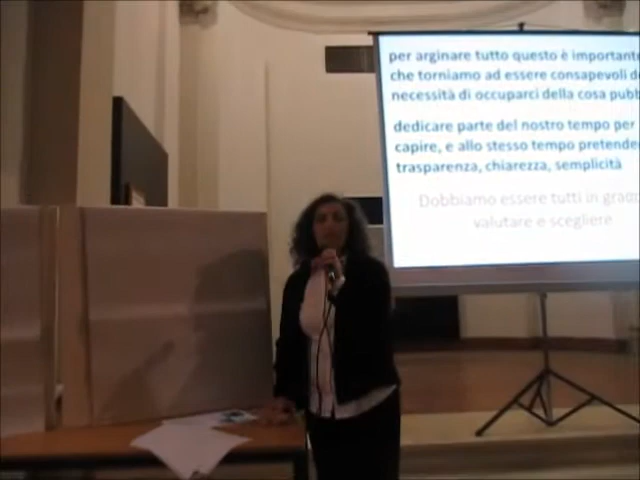 per arginare tutto questo è importante
che torniamo ad essere consapevoli
necessità di occuparci della cosa
dedicare parte del nostro tempo per
capire, e allo stesso tempo
trasparenza, chiarezza, semplicità
Dobbiamo essere tutti in
valutare e scegliere